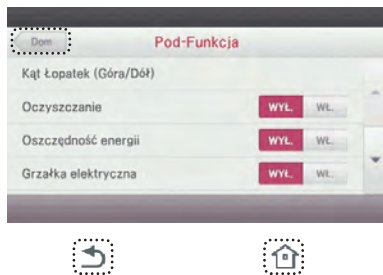 Dom
Pod-Funkcja
Kąt Łopatek (Góra/Dół)
Oczyszczanie WYŁ. WŁ.
Oszczędność energii WYŁ. WŁ.
Grzałka elektryczna WYŁ. WŁ.